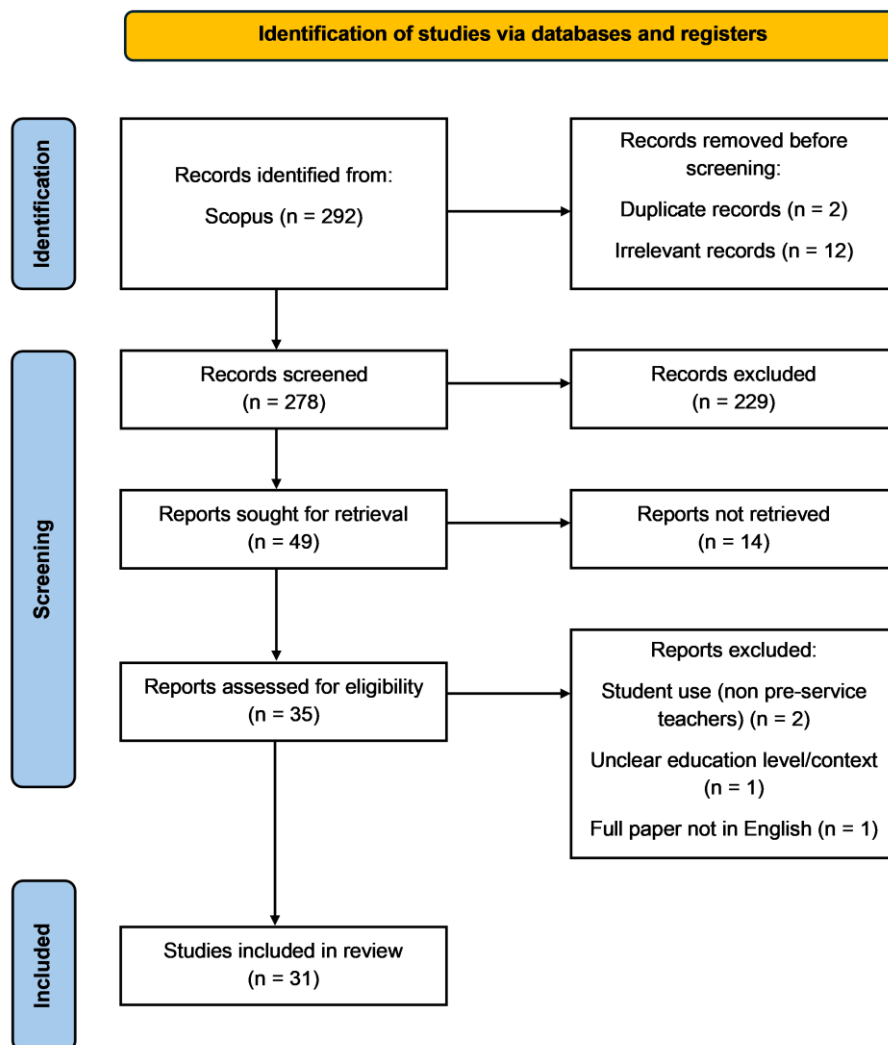 Identification of studies via databases and registers
Identification
Records identified from:
Scopus (n = 292)
Records removed before
screening:
Duplicate records (n = 2)
Irrelevant records (n = 12)
Screening
Records screened
(n = 278)
Records excluded
(n = 229)
Reports sought for retrieval
(n = 49)
Reports not retrieved
(n = 14)
Reports assessed for eligibility
(n = 35)
Reports excluded:
Student use (non pre-service
teachers) (n = 2)
Unclear education level/context
(n = 1)
Full paper not in English (n = 1)
Included
Studies included in review
(n = 31)